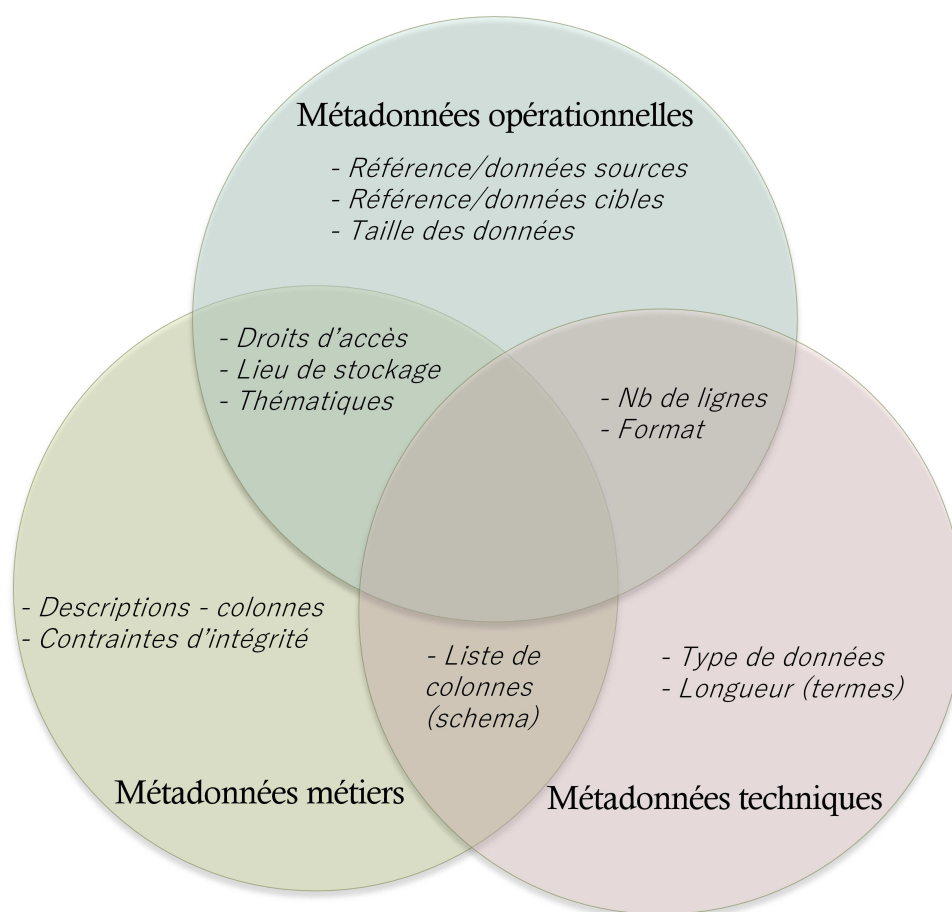 Métadonnées opérationnelles
- Référence/données sources
- Référence/données cibles
- Taille des données
- Droits d'accès
- Lieu de stockage
- Thématiques
- Nb de lignes
- Format
- Descriptions - colonnes
- Contraintes d'intégrité
- Liste de
colonnes
(schema)
- Type de données
- Longueur (termes)
Métadonnées métiers
Métadonnées techniques